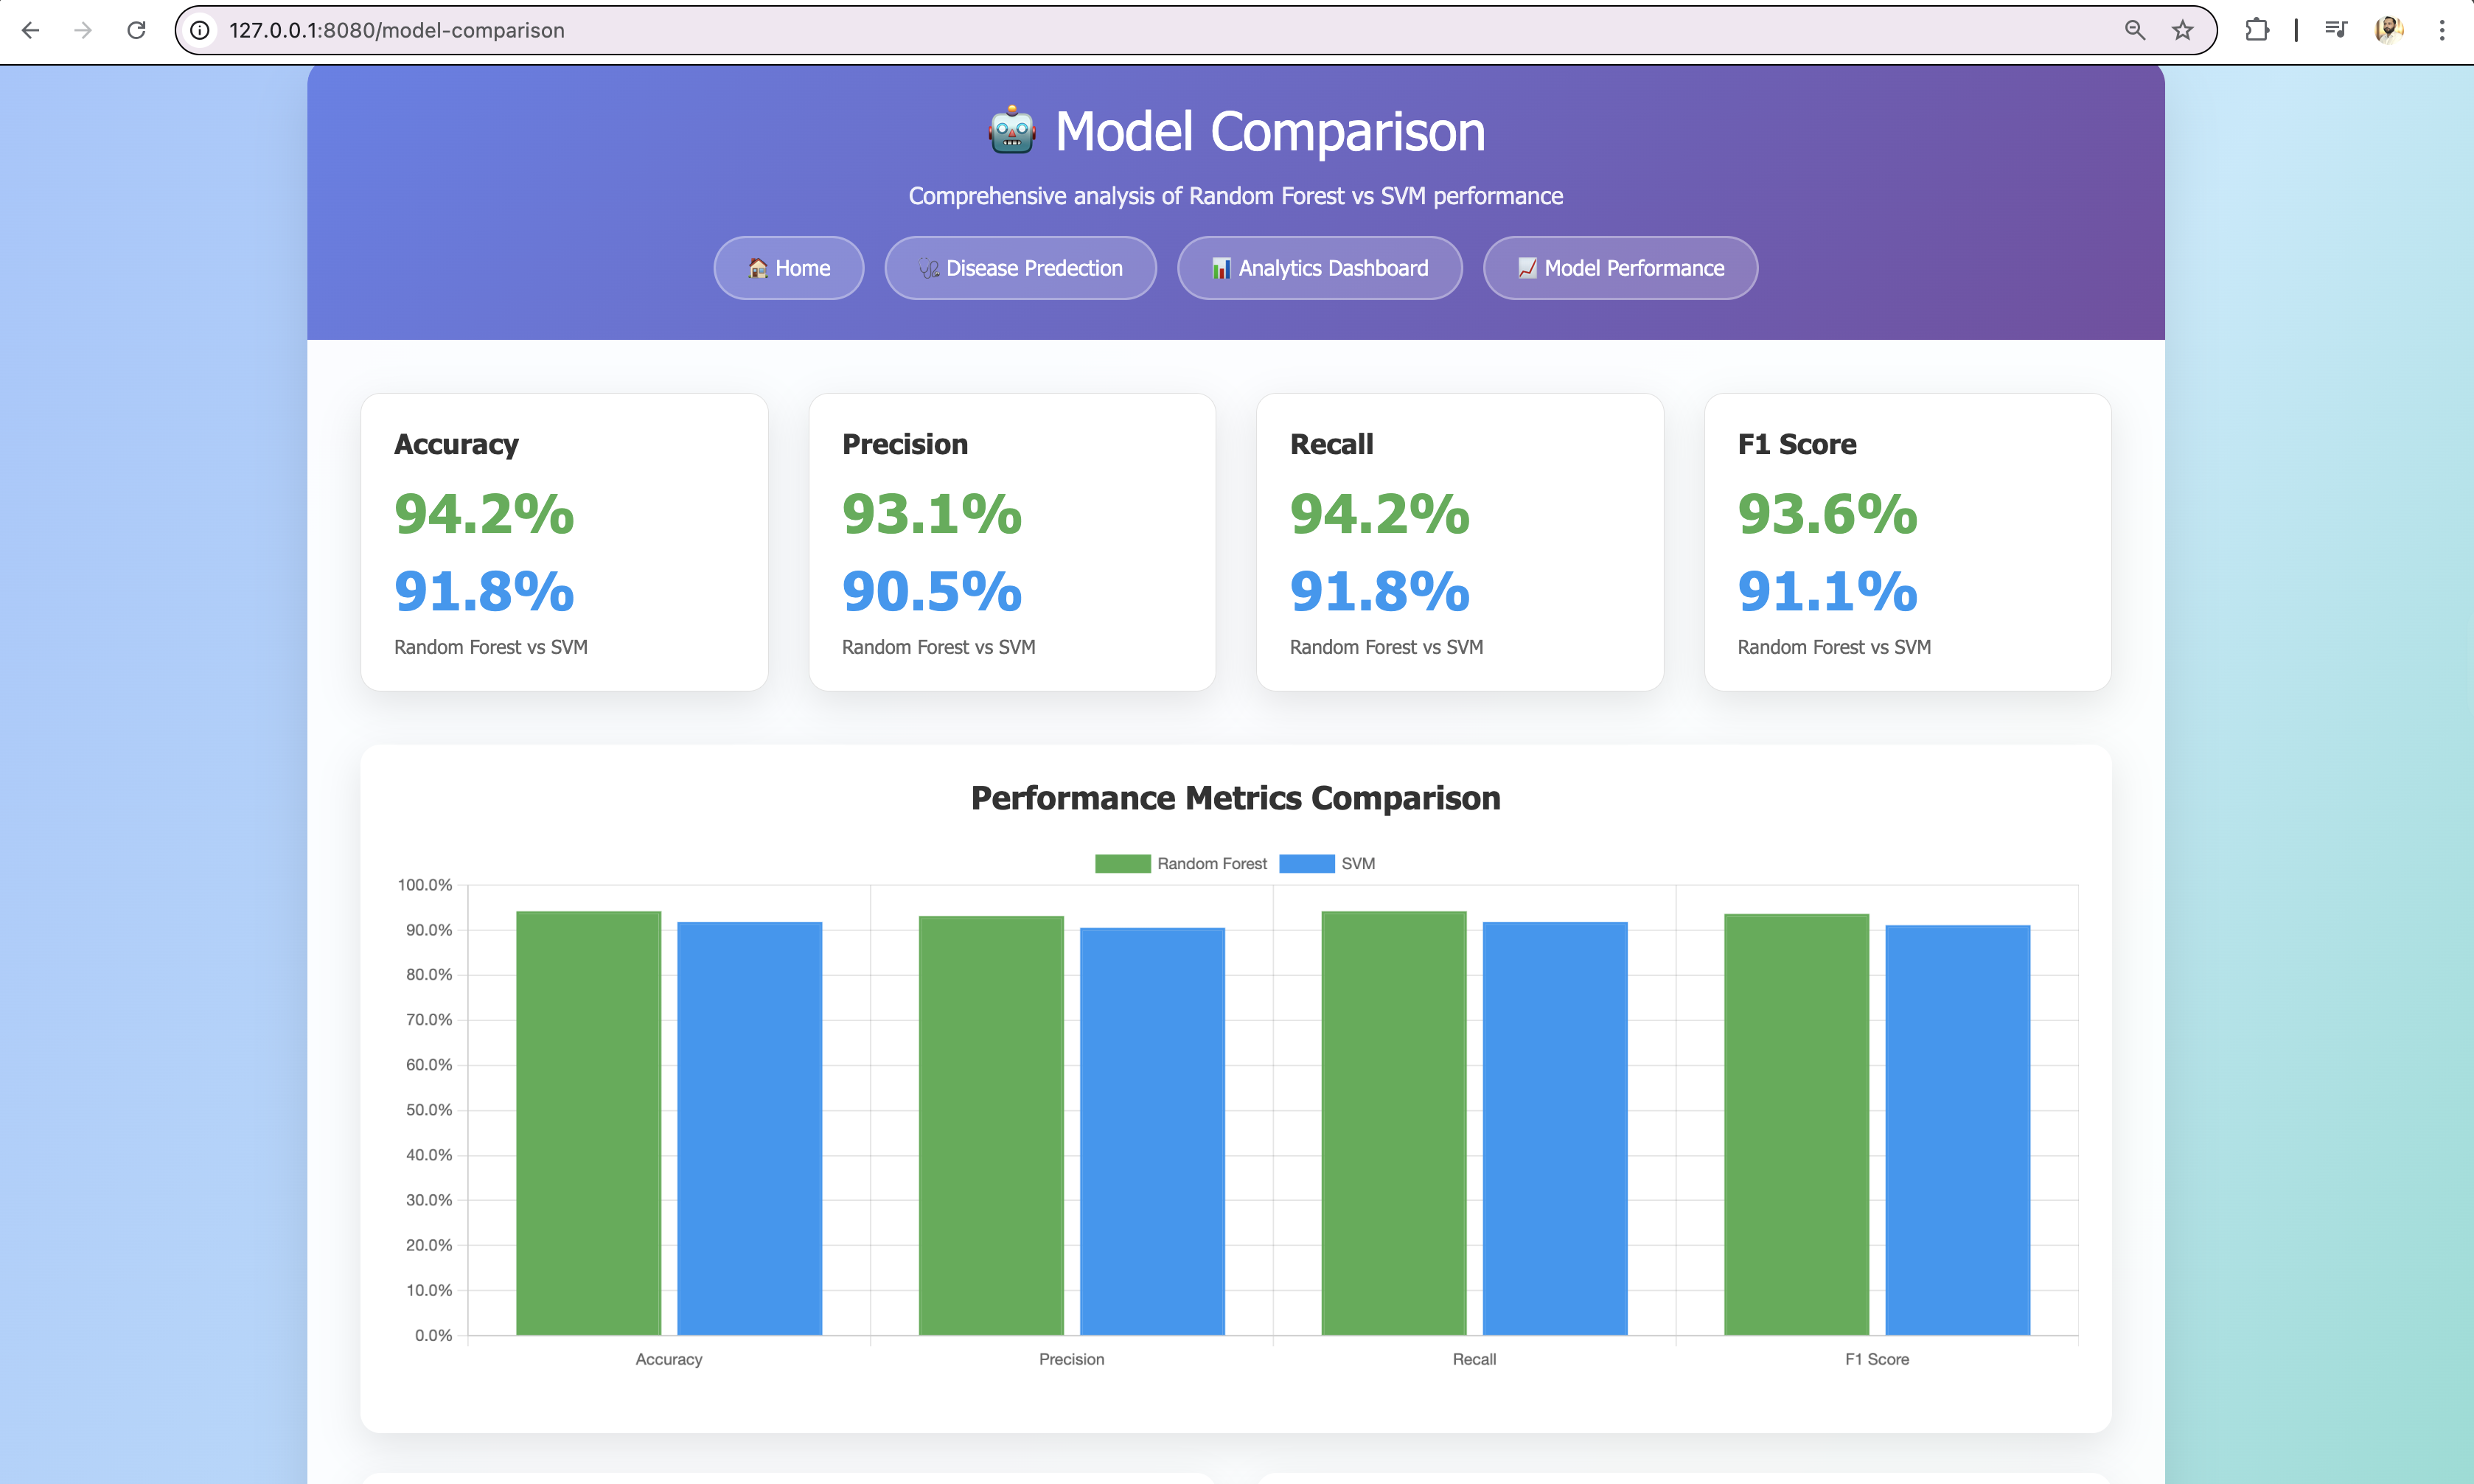 127.0.0.1:8080/model-comparison
Model Comparison
Comprehensive analysis of Random Forest vs SVM performance
Home
Disease Predection
Analytics Dashboard
Model Performance
Accuracy
94.2%
91.8%
Random Forest vs SVM
Precision
93.1%
90.5%
Random Forest vs SVM
Recall
94.2%
91.8%
Random Forest vs SVM
F1 Score
93.6%
91.1%
Random Forest vs SVM
Performance Metrics Comparison
Random Forest
SVM
100.0%
90.0%
80.0%
70.0%
60.0%
50.0%
40.0%
30.0%
20.0%
10.0%
0.0%
Accuracy
Precision
Recall
F1 Score